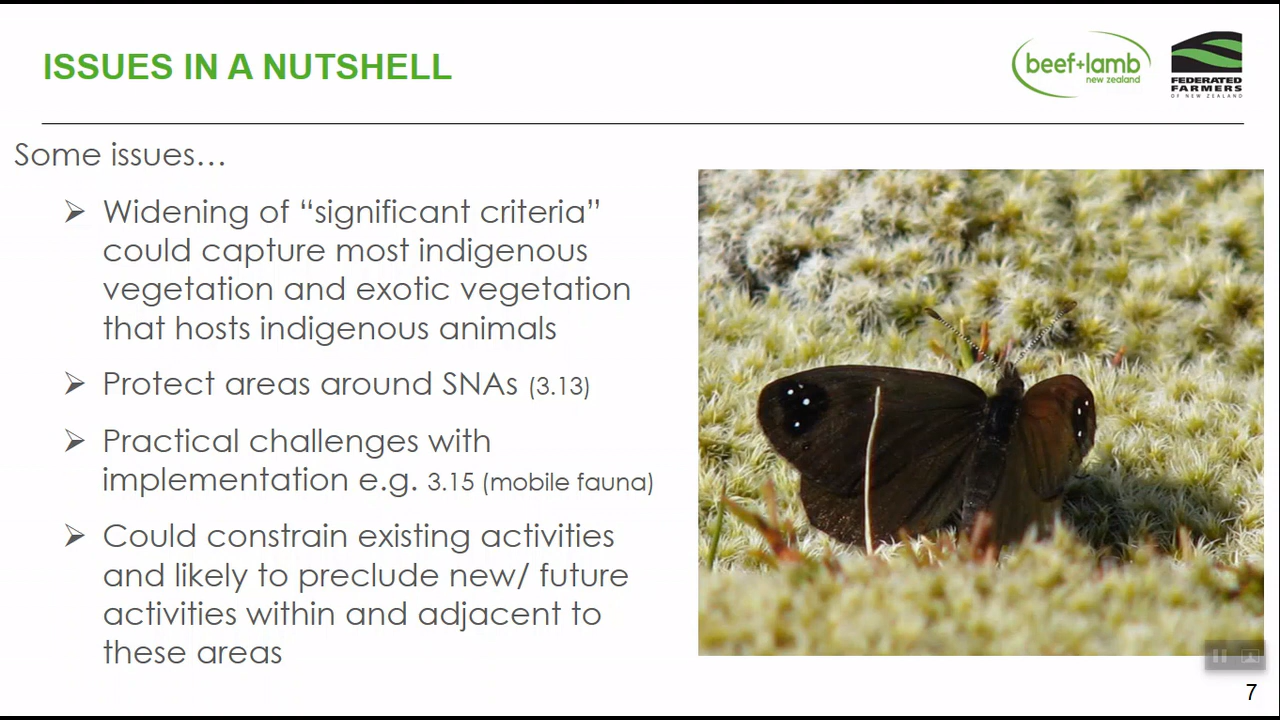 ISSUES IN A NUTSHELL
beef+lamb
new zealand
FEDERATED
FARMERS
OF NEW ZEALAND
Some issues…
➢ Widening of “significant criteria”
could capture most indigenous
vegetation and exotic vegetation
that hosts indigenous animals
➢ Protect areas around SNAs (3.13)
➢ Practical challenges with
implementation e.g. 3.15 (mobile fauna)
➢ Could constrain existing activities
and likely to preclude new/ future
activities within and adjacent to
these areas
7